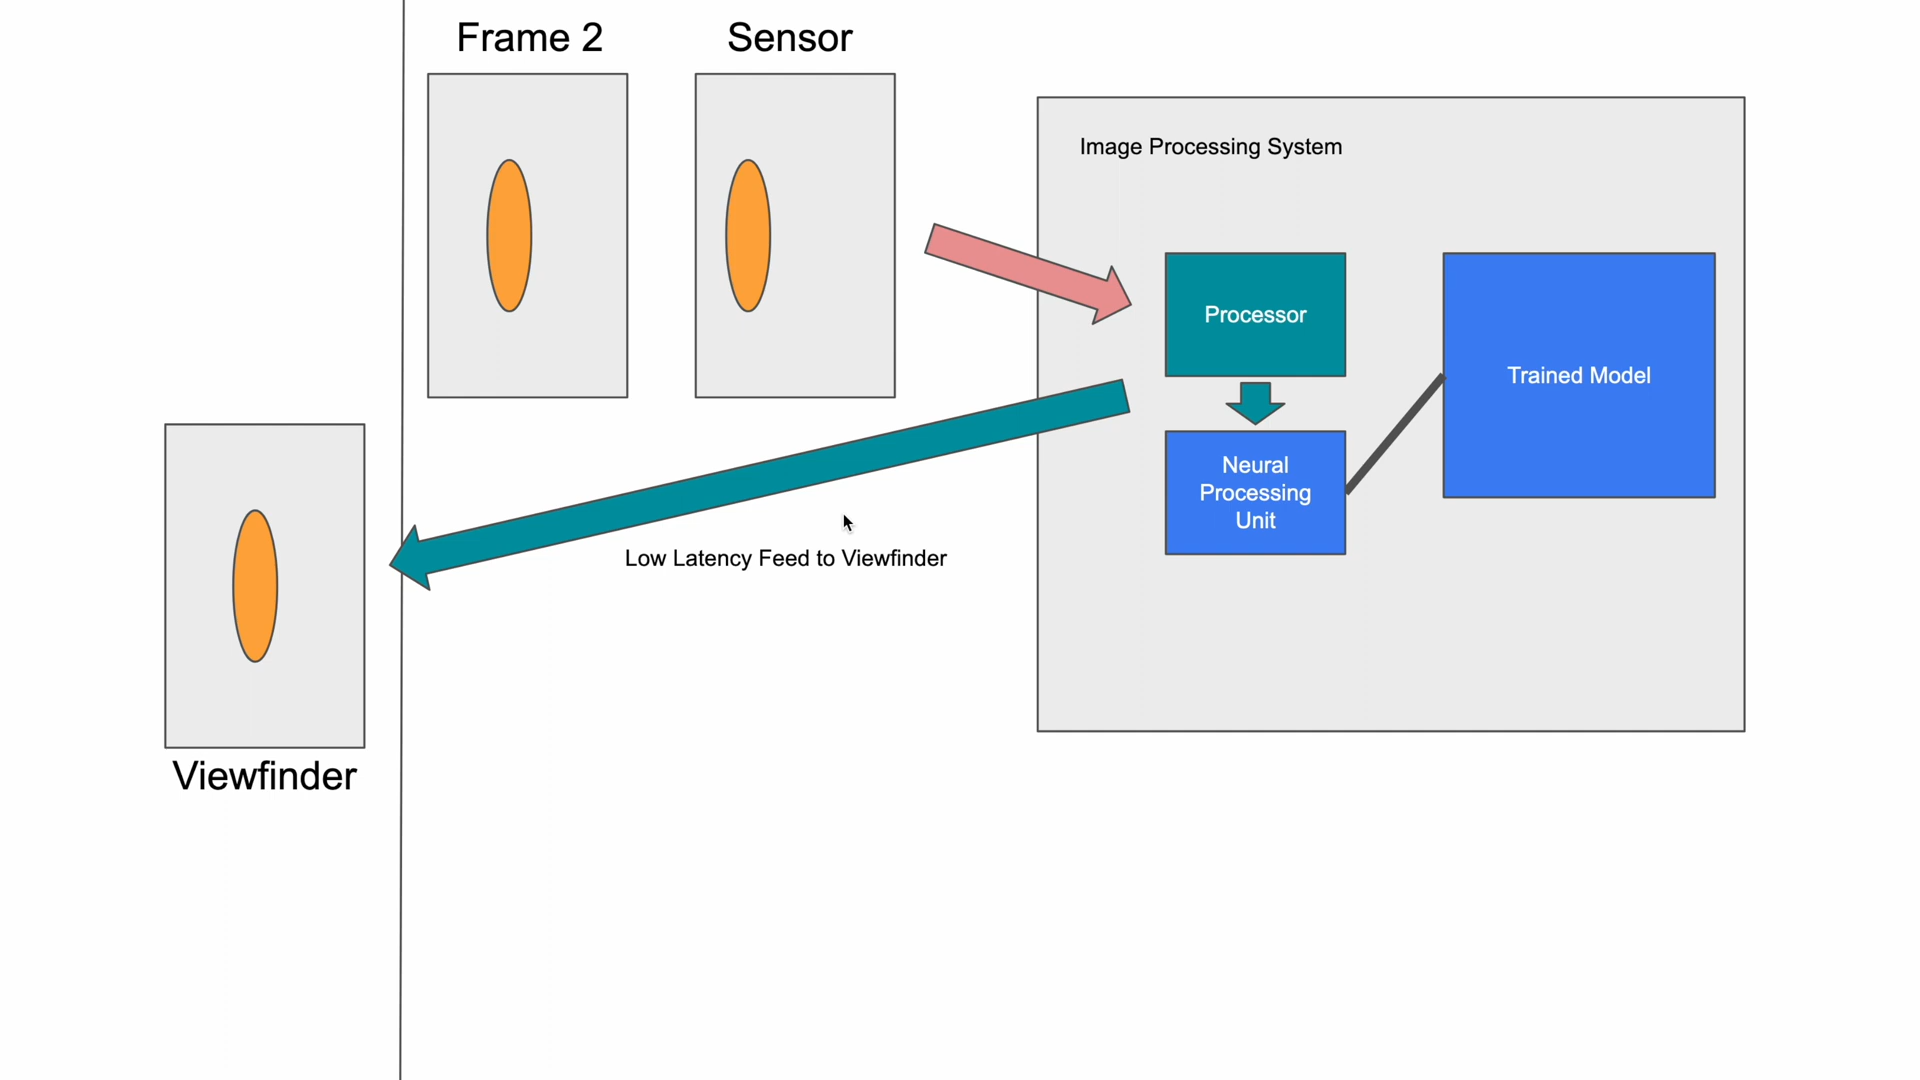 Frame 2
Sensor
Image Processing System
Processor
Trained Model
Neural
Processing
Unit
Low Latency Feed to Viewfinder
Viewfinder